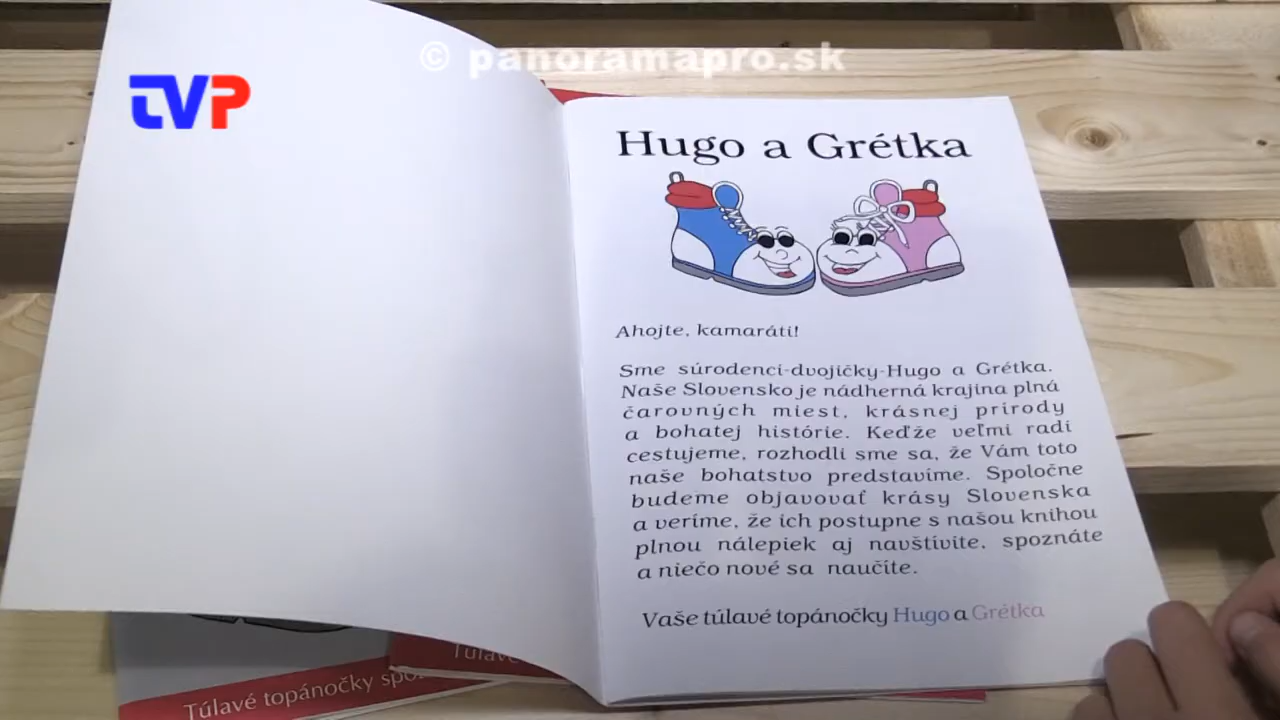 © panoramapro.sk
TVP
Hugo a Grétka
Ahojte, kamaráti!
Sme súrodenci-dvojičky-Hugo a Grétka.
Naše Slovensko je nádherná krajina plná
čarovných miest, krásnej prírody
a bohatej histórie. Keďže veľmi radi
cestujeme, rozhodli sme sa, že Vám toto
naše bohatstvo predstavíme. Spoločne
budeme objavovať krásy Slovenska
a veríme, že ich postupne s našou knihou
plnou nálepiek aj navštívite, spoznáte
a niečo nové sa naučíte.
Vaše túlavé topánočky Hugo a Grétka
Túlavé topánočky